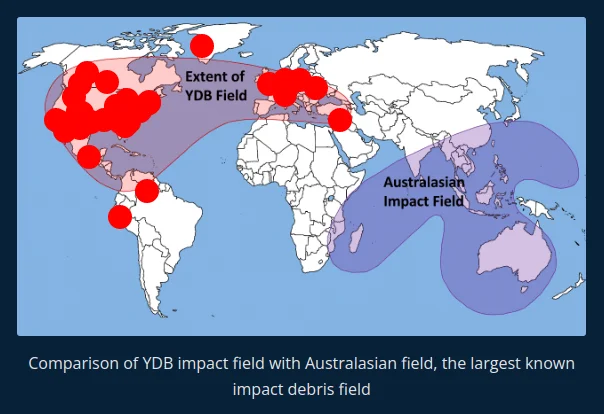 Extent of
YDB Field
Australasian
Impact Field
Comparison of YDB impact field with Australasian field, the largest known
impact debris field